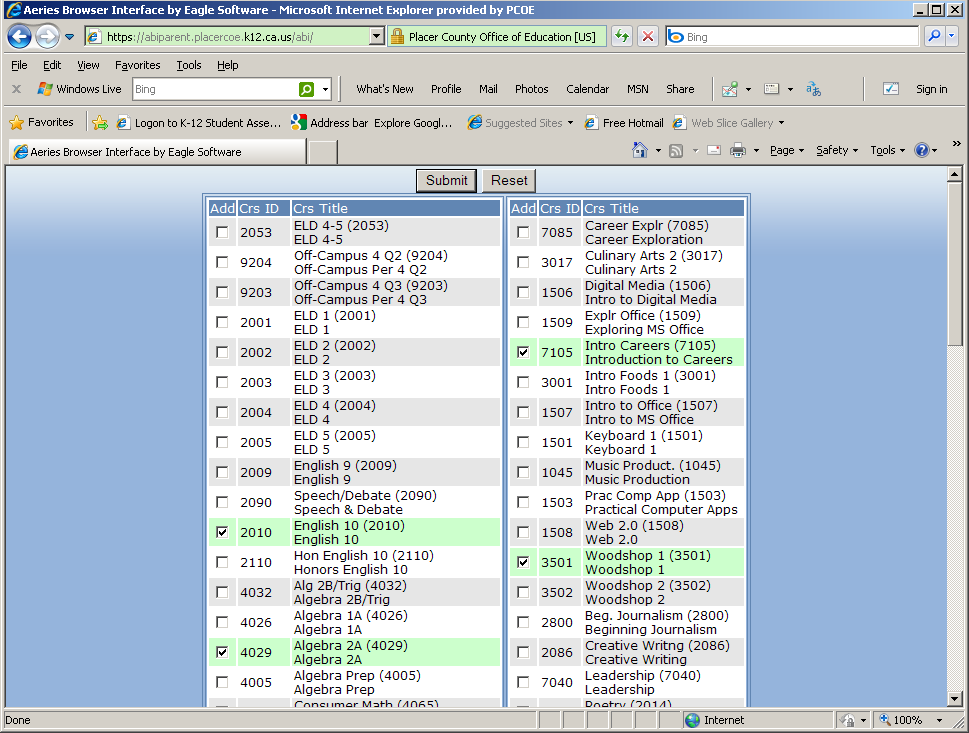 Aeries Browser Interface by Eagle Software - Microsoft Internet Explorer provided by PCOE
https://abiparent.placercoe.k12.ca.us/abi/ Placer County Office of Education [US] Bing
File Edit View Favorites Tools Help
Windows Live Bing What's New Profile Mail Photos Calendar MSN Share Sign in
Favorites Logon to K-12 Student Asse... Address bar Explore Googl... Suggested Sites Free Hotmail Web Slice Gallery
Aeries Browser Interface by Eagle Software Page Safety Tools
Submit Reset
Add Crs ID Crs Title
2053 ELD 4-5 (2053)
ELD 4-5
9204 Off-Campus 4 Q2 (9204)
Off-Campus Per 4 Q2
9203 Off-Campus 4 Q3 (9203)
Off-Campus Per 4 Q3
2001 ELD 1 (2001)
ELD 1
2002 ELD 2 (2002)
ELD 2
2003 ELD 3 (2003)
ELD 3
2004 ELD 4 (2004)
ELD 4
2005 ELD 5 (2005)
ELD 5
2009 English 9 (2009)
English 9
2090 Speech/Debate (2090)
Speech & Debate
2010 English 10 (2010)
English 10
2110 Hon English 10 (2110)
Honors English 10
4032 Alg 2B/Trig (4032)
Algebra 2B/Trig
4026 Algebra 1A (4026)
Algebra 1A
4029 Algebra 2A (4029)
Algebra 2A
4005 Algebra Prep (4005)
Algebra Prep
Consumer Math (4065)
Add Crs ID Crs Title
7085 Career Explr (7085)
Career Exploration
3017 Culinary Arts 2 (3017)
Culinary Arts 2
1506 Digital Media (1506)
Intro to Digital Media
1509 Explr Office (1509)
Exploring MS Office
7105 Intro Careers (7105)
Introduction to Careers
3001 Intro Foods 1 (3001)
Intro Foods 1
1507 Intro to Office (1507)
Intro to MS Office
1501 Keyboard 1 (1501)
Keyboard 1
1045 Music Product. (1045)
Music Production
1503 Prac Comp App (1503)
Practical Computer Apps
1508 Web 2.0 (1508)
Web 2.0
3501 Woodshop 1 (3501)
Woodshop 1
3502 Woodshop 2 (3502)
Woodshop 2
2800 Beg. Journalism (2800)
Beginning Journalism
2086 Creative Writng (2086)
Creative Writing
7040 Leadership (7040)
Leadership
Poetry (2014)
Done Internet 100%